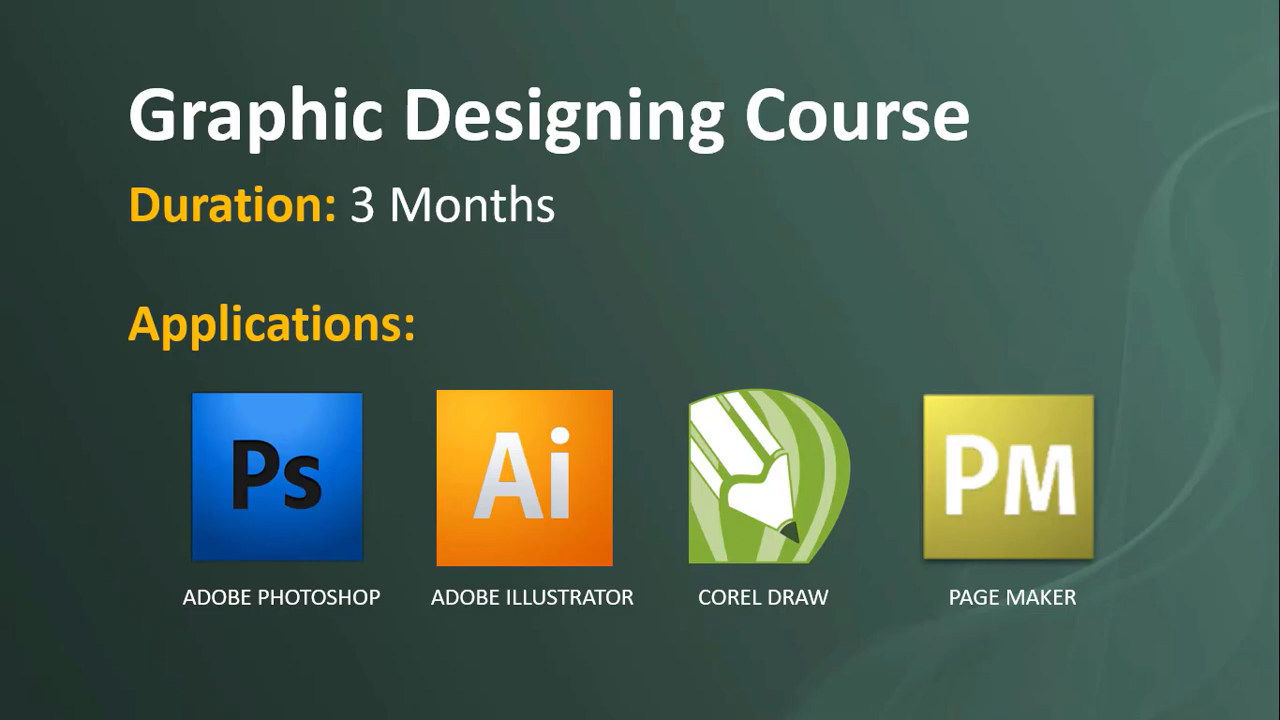 Graphic Designing Course
Duration: 3 Months
Applications:
Ps Ai PM
ADOBE PHOTOSHOP ADOBE ILLUSTRATOR COREL DRAW PAGE MAKER